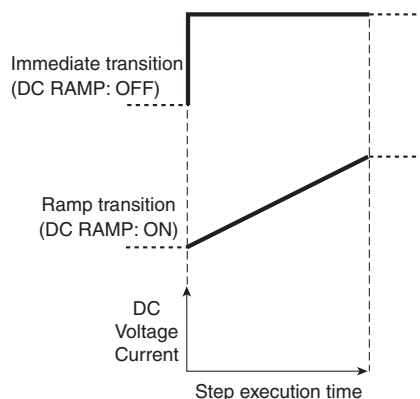 Immediate transition
(DC RAMP: OFF)
Ramp transition
(DC RAMP: ON)
DC
Voltage
Current
Step execution time